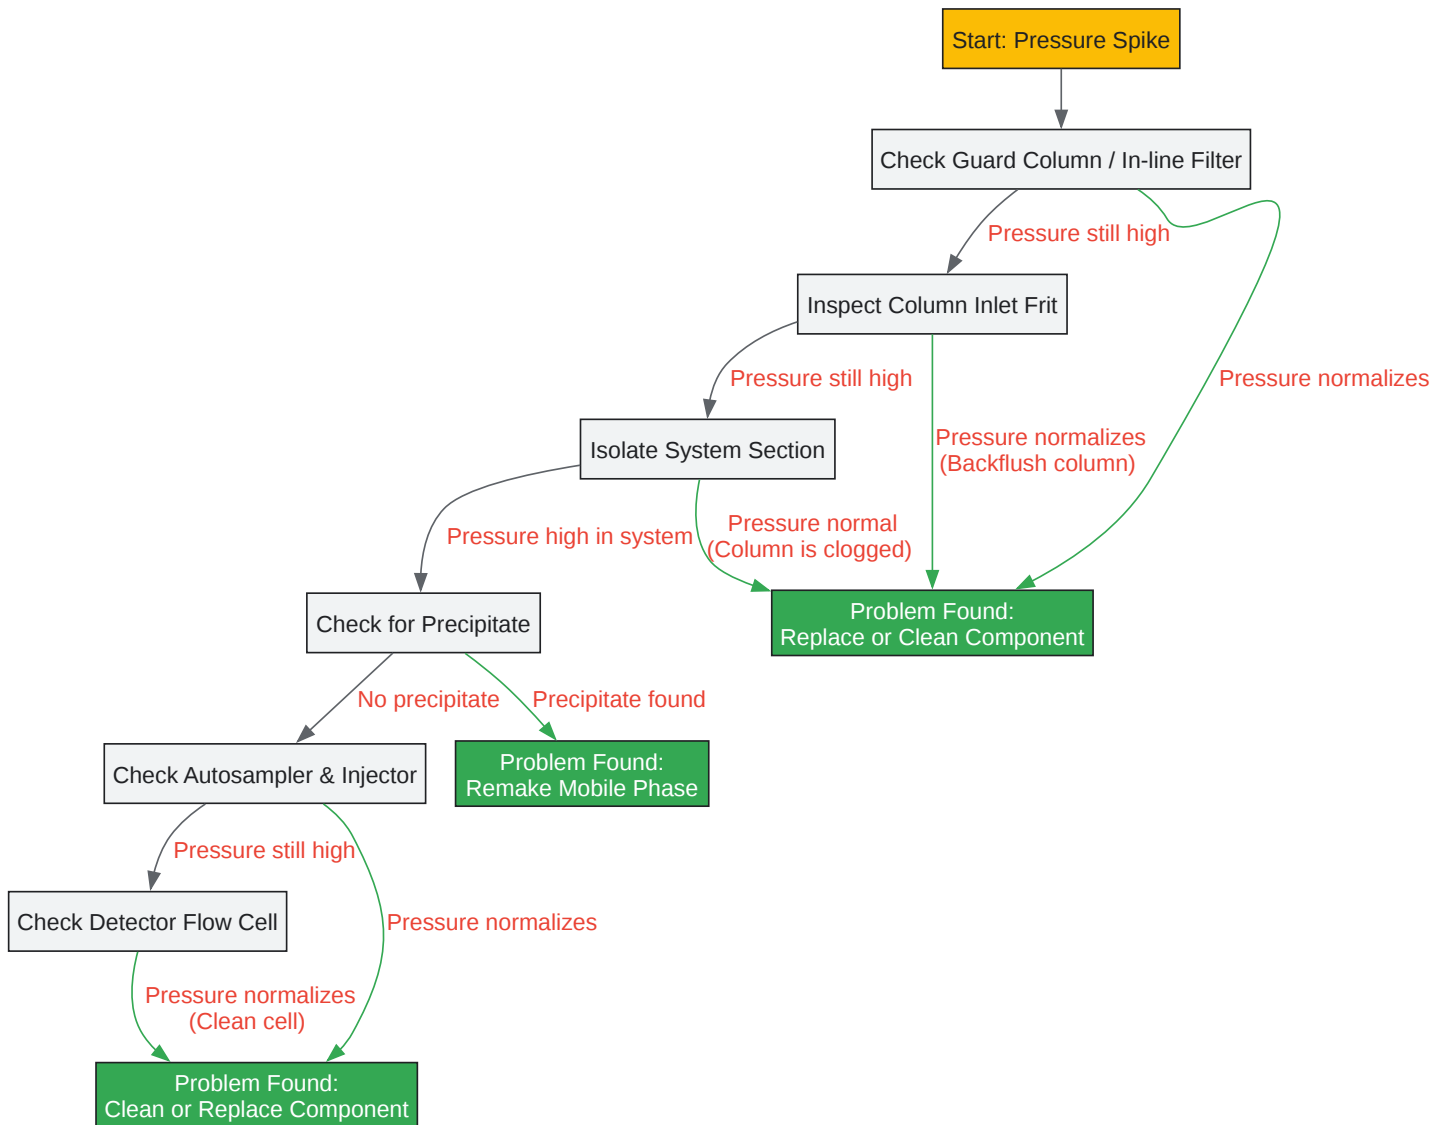 Start: Pressure Spike
Check Guard Column / In-line Filter
Pressure still high
Inspect Column Inlet Frit
Pressure still high
Pressure normalizes
Pressure normalizes
(Backflush column)
Isolate System Section
Pressure high in system
Pressure normal
(Column is clogged)
Check for Precipitate
Problem Found:
Replace or Clean Component
No precipitate
Precipitate found
Check Autosampler & Injector
Problem Found:
Remake Mobile Phase
Pressure still high
Check Detector Flow Cell
Pressure normalizes
Pressure normalizes
(Clean cell)
Problem Found:
Clean or Replace Component